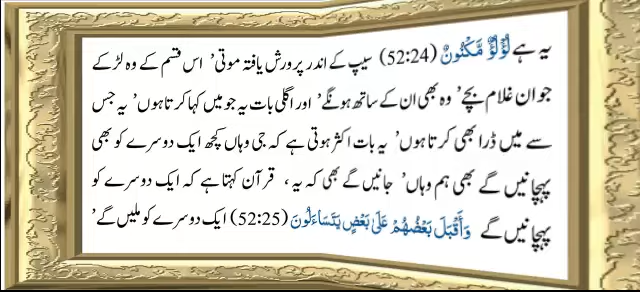 یہ ہے لُؤْلُؤٌ مَّكْنُونٌ (52:24) سیپ کے اندر پرورش یافتہ موتی' اس قسم کے وہ لڑکے
جوان غلام بچے' وہ بھی ان کے ساتھ ہونگے' اور اگلی بات یہ جو میں کہا کرتا ہوں' یہ جس
سے میں ڈرا بھی کرتا ہوں' یہ بات اکثر ہوتی ہے کہ جی وہاں کچھ ایک دوسرے کو بھی
پہچانیں گے بھی ہم وہاں' جانیں گے بھی کہ یہ، قرآن کہتا ہے کہ ایک دوسرے کو
پہچانیں گے وَأَقْبَلَ بَعْضُهُمْ عَلَىٰ بَعْضٍ يَتَسَاءَلُونَ (52:25) ایک دوسرے کو ملیں گے'